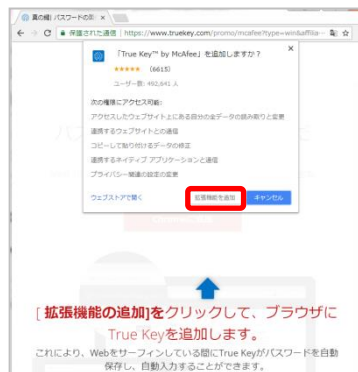 真の鍵| パスワードの
保護された通信 | https://www.truekey.com/promo/mcafee?type=win&affilia
「True Key™ by McAfee」を追加しますか？
★★★★★ (6615)
ユーザー数: 492,641 人
次の権限にアクセス可能:
アクセスしたウェブサイト上にある自分の全データの読み取りと変更
連携するウェブサイトとの通信
コピーして貼り付けるデータの修正
連携するネイティブ アプリケーションと通信
プライバシー関連の設定の変更
ウェブストアで開く 拡張機能を追加 キャンセル
[ 拡張機能の追加]をクリックして、ブラウザに
True Keyを追加します。
これにより、Webをサーフィンしている間にTrue Keyがパスワードを自動
保存し、自動入力することができます。